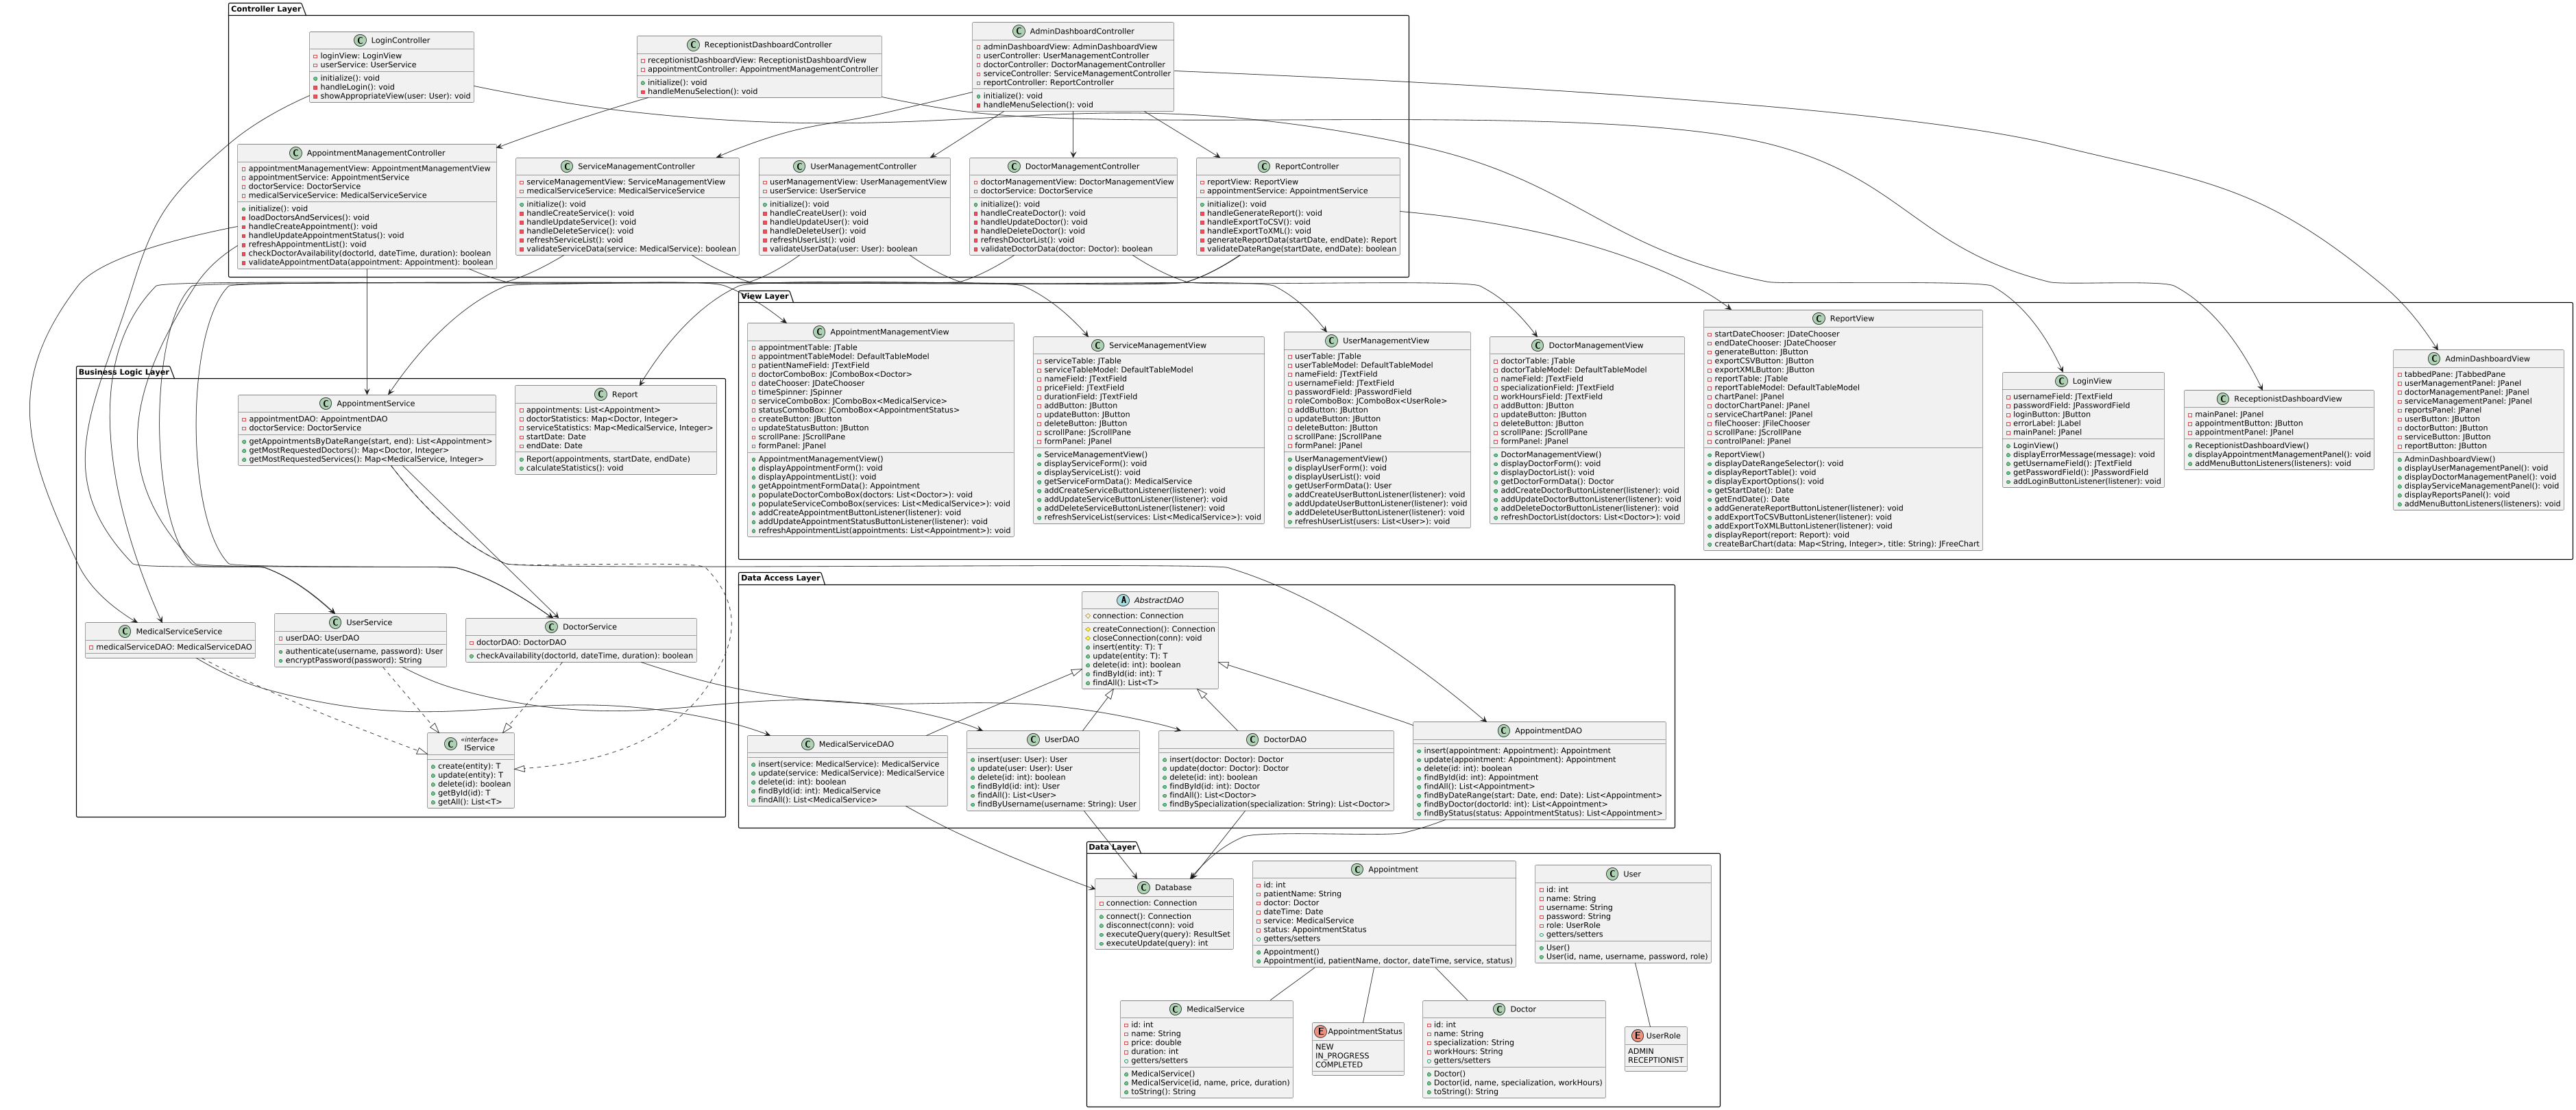 Controller Layer
LoginController
loginView: LoginView
userService: UserService
initialize(): void
handleLogin(): void
showAppropriateView(user: User): void
ReceptionistDashboardController
receptionistDashboardView: ReceptionistDashboardView
appointmentController: AppointmentManagementController
initialize(): void
handleMenuSelection(): void
AdminDashboardController
adminDashboardView: AdminDashboardView
userController: UserManagementController
doctorController: DoctorManagementController
serviceController: ServiceManagementController
reportController: ReportController
initialize(): void
handleMenuSelection(): void
AppointmentManagementController
appointmentManagementView: AppointmentManagementView
appointmentService: AppointmentService
doctorService: DoctorService
medicalServiceService: MedicalServiceService
initialize(): void
loadDoctorsAndServices(): void
handleCreateAppointment(): void
handleUpdateAppointmentStatus(): void
refreshAppointmentList(): void
checkDoctorAvailability(doctorId, dateTime, duration): boolean
validateAppointmentData(appointment: Appointment): boolean
ServiceManagementController
serviceManagementView: ServiceManagementView
medicalServiceService: MedicalServiceService
initialize(): void
handleCreateService(): void
handleUpdateService(): void
handleDeleteService(): void
refreshServiceList(): void
validateServiceData(service: MedicalService): boolean
UserManagementController
userManagementView: UserManagementView
userService: UserService
initialize(): void
handleCreateUser(): void
handleUpdateUser(): void
handleDeleteUser(): void
refreshUserList(): void
validateUserData(user: User): boolean
DoctorManagementController
doctorManagementView: DoctorManagementView
doctorService: DoctorService
initialize(): void
handleCreateDoctor(): void
handleUpdateDoctor(): void
handleDeleteDoctor(): void
refreshDoctorList(): void
validateDoctorData(doctor: Doctor): boolean
ReportController
reportView: ReportView
appointmentService: AppointmentService
initialize(): void
handleGenerateReport(): void
handleExportToCSV(): void
handleExportToXML(): void
generateReportData(startDate, endDate): Report
validateDateRange(startDate, endDate): boolean
View Layer
AppointmentManagementView
appointmentTable: JTable
appointmentTableModel: DefaultTableModel
patientNameField: JTextField
doctorComboBox: JComboBox<Doctor>
dateChooser: JDateChooser
timeSpinner: JSpinner
serviceComboBox: JComboBox<MedicalService>
statusComboBox: JComboBox<AppointmentStatus>
createButton: JButton
updateStatusButton: JButton
scrollPane: JScrollPane
formPanel: JPanel
AppointmentManagementView()
displayAppointmentForm(): void
displayAppointmentList(): void
getAppointmentFormData(): Appointment
populateDoctorComboBox(doctors: List<Doctor>): void
populateServiceComboBox(services: List<MedicalService>): void
addCreateAppointmentButtonListener(listener): void
addUpdateAppointmentStatusButtonListener(listener): void
refreshAppointmentList(appointments: List<Appointment>): void
ServiceManagementView
serviceTable: JTable
serviceTableModel: DefaultTableModel
nameField: JTextField
priceField: JTextField
durationField: JTextField
addButton: JButton
updateButton: JButton
deleteButton: JButton
scrollPane: JScrollPane
formPanel: JPanel
ServiceManagementView()
displayServiceForm(): void
displayServiceList(): void
getServiceFormData(): MedicalService
addCreateServiceButtonListener(listener): void
addUpdateServiceButtonListener(listener): void
addDeleteServiceButtonListener(listener): void
refreshServiceList(services: List<MedicalService>): void
UserManagementView
userTable: JTable
userTableModel: DefaultTableModel
nameField: JTextField
usernameField: JTextField
passwordField: JPasswordField
roleComboBox: JComboBox<UserRole>
addButton: JButton
updateButton: JButton
deleteButton: JButton
scrollPane: JScrollPane
formPanel: JPanel
UserManagementView()
displayUserForm(): void
displayUserList(): void
getUserFormData(): User
addCreateUserButtonListener(listener): void
addUpdateUserButtonListener(listener): void
addDeleteUserButtonListener(listener): void
refreshUserList(users: List<User>): void
DoctorManagementView
doctorTable: JTable
doctorTableModel: DefaultTableModel
nameField: JTextField
specializationField: JTextField
workHoursField: JTextField
addButton: JButton
updateButton: JButton
deleteButton: JButton
scrollPane: JScrollPane
formPanel: JPanel
DoctorManagementView()
displayDoctorForm(): void
displayDoctorList(): void
getDoctorFormData(): Doctor
addCreateDoctorButtonListener(listener): void
addUpdateDoctorButtonListener(listener): void
addDeleteDoctorButtonListener(listener): void
refreshDoctorList(doctors: List<Doctor>): void
ReportView
startDateChooser: JDateChooser
endDateChooser: JDateChooser
generateButton: JButton
exportCSVButton: JButton
exportXMLButton: JButton
reportTable: JTable
reportTableModel: DefaultTableModel
chartPanel: JPanel
doctorChartPanel: JPanel
serviceChartPanel: JPanel
fileChooser: JFileChooser
scrollPane: JScrollPane
controlPanel: JPanel
ReportView()
displayDateRangeSelector(): void
displayReportTable(): void
displayExportOptions(): void
getStartDate(): Date
getEndDate(): Date
addGenerateReportButtonListener(listener): void
addExportToCSVButtonListener(listener): void
addExportToXMLButtonListener(listener): void
displayReport(report: Report): void
createBarChart(data: Map<String, Integer>, title: String): JFreeChart
LoginView
usernameField: JTextField
passwordField: JPasswordField
loginButton: JButton
errorLabel: JLabel
mainPanel: JPanel
LoginView()
displayErrorMessage(message): void
getUsernameField(): JTextField
getPasswordField(): JPasswordField
addLoginButtonListener(listener): void
ReceptionistDashboardView
mainPanel: JPanel
appointmentButton: JButton
appointmentPanel: JPanel
ReceptionistDashboardView()
displayAppointmentManagementPanel(): void
addMenuButtonListeners(listeners): void
AdminDashboardView
tabbedPane: JTabbedPane
userManagementPanel: JPanel
doctorManagementPanel: JPanel
serviceManagementPanel: JPanel
reportsPanel: JPanel
userButton: JButton
doctorButton: JButton
serviceButton: JButton
reportButton: JButton
AdminDashboardView()
displayUserManagementPanel(): void
displayDoctorManagementPanel(): void
displayServiceManagementPanel(): void
displayReportsPanel(): void
addMenuButtonListeners(listeners): void
Business Logic Layer
AppointmentService
appointmentDAO: AppointmentDAO
doctorService: DoctorService
getAppointmentsByDateRange(start, end): List<Appointment>
getMostRequestedDoctors(): Map<Doctor, Integer>
getMostRequestedServices(): Map<MedicalService, Integer>
Report
appointments: List<Appointment>
doctorStatistics: Map<Doctor, Integer>
serviceStatistics: Map<MedicalService, Integer>
startDate: Date
endDate: Date
Report(appointments, startDate, endDate)
calculateStatistics(): void
MedicalServiceService
medicalServiceDAO: MedicalServiceDAO
UserService
userDAO: UserDAO
authenticate(username, password): User
encryptPassword(password): String
DoctorService
doctorDAO: DoctorDAO
checkAvailability(doctorId, dateTime, duration): boolean
«interface»
IService
create(entity): T
update(entity): T
delete(id): boolean
getById(id): T
getAll(): List<T>
Data Access Layer
AbstractDAO
connection: Connection
createConnection(): Connection
closeConnection(conn): void
insert(entity: T): T
update(entity: T): T
delete(id: int): boolean
findById(id: int): T
findAll(): List<T>
MedicalServiceDAO
insert(service: MedicalService): MedicalService
update(service: MedicalService): MedicalService
delete(id: int): boolean
findById(id: int): MedicalService
findAll(): List<MedicalService>
UserDAO
insert(user: User): User
update(user: User): User
delete(id: int): boolean
findById(id: int): User
findAll(): List<User>
findByUsername(username: String): User
DoctorDAO
insert(doctor: Doctor): Doctor
update(doctor: Doctor): Doctor
delete(id: int): boolean
findById(id: int): Doctor
findAll(): List<Doctor>
findBySpecialization(specialization: String): List<Doctor>
AppointmentDAO
insert(appointment: Appointment): Appointment
update(appointment: Appointment): Appointment
delete(id: int): boolean
findById(id: int): Appointment
findAll(): List<Appointment>
findByDateRange(start: Date, end: Date): List<Appointment>
findByDoctor(doctorId: int): List<Appointment>
findByStatus(status: AppointmentStatus): List<Appointment>
Data Layer
Database
connection: Connection
connect(): Connection
disconnect(conn): void
executeQuery(query): ResultSet
executeUpdate(query): int
Appointment
id: int
patientName: String
doctor: Doctor
dateTime: Date
service: MedicalService
status: AppointmentStatus
getters/setters
Appointment()
Appointment(id, patientName, doctor, dateTime, service, status)
User
id: int
name: String
username: String
password: String
role: UserRole
getters/setters
User()
User(id, name, username, password, role)
MedicalService
id: int
name: String
price: double
duration: int
getters/setters
MedicalService()
MedicalService(id, name, price, duration)
toString(): String
AppointmentStatus
NEW
IN_PROGRESS
COMPLETED
Doctor
id: int
name: String
specialization: String
workHours: String
getters/setters
Doctor()
Doctor(id, name, specialization, workHours)
toString(): String
UserRole
ADMIN
RECEPTIONIST